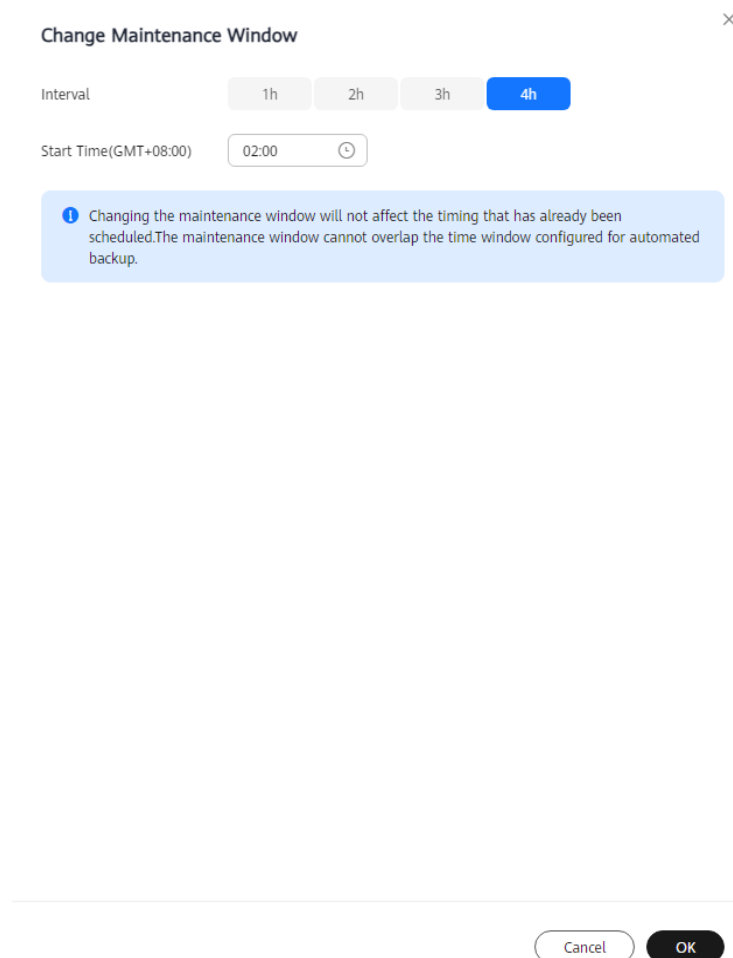 Change Maintenance Window
Interval
1h
2h
3h
4h
Start Time(GMT+08:00)
02:00
Changing the maintenance window will not affect the timing that has already been
scheduled.The maintenance window cannot overlap the time window configured for automated
backup.
Cancel
OK